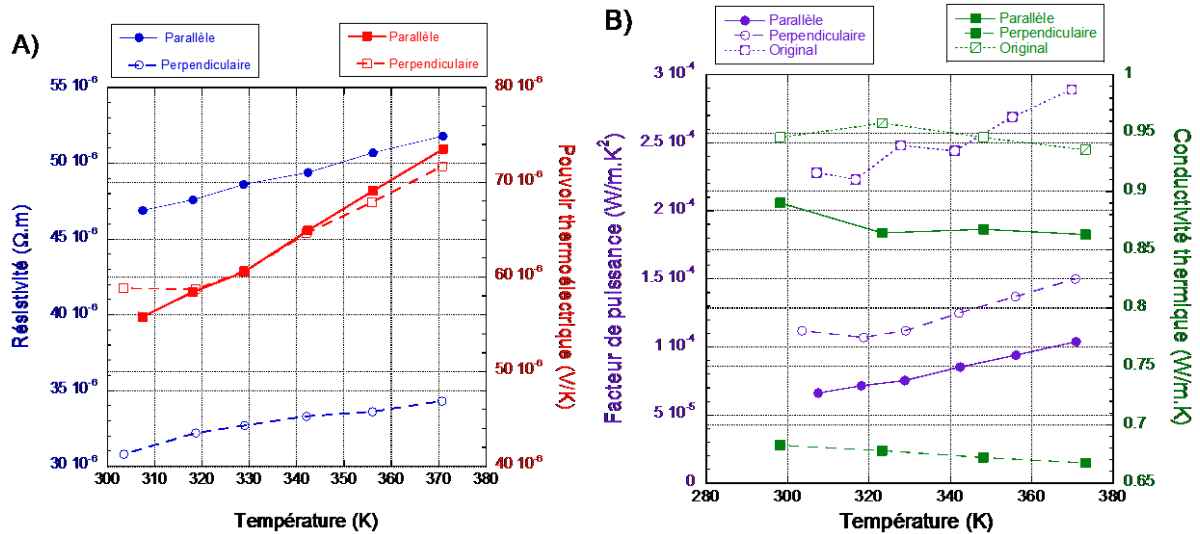 A)
Parallèle
Perpendiculaire
Parallèle
Perpendiculaire
55 10⁻⁶
50 10⁻⁶
45 10⁻⁶
40 10⁻⁶
35 10⁻⁶
30 10⁻⁶
Résistivité (Ω.m)
80 10⁻⁶
70 10⁻⁶
60 10⁻⁶
50 10⁻⁶
40 10⁻⁶
Pouvoir thermoélectrique (V/K)
300 310 320 330 340 350 360 370 380
Température (K)
B)
Parallèle
Perpendiculaire
Original
Parallèle
Perpendiculaire
Original
3 10⁻⁴
2.5 10⁻⁴
2 10⁻⁴
1.5 10⁻⁴
1 10⁻⁴
5 10⁻⁵
0
Facteur de puissance (W/m.K²)
1
0.95
0.9
0.85
0.8
0.75
0.7
0.65
Conductivité thermique (W/m.K)
280 300 320 340 360 380
Température (K)